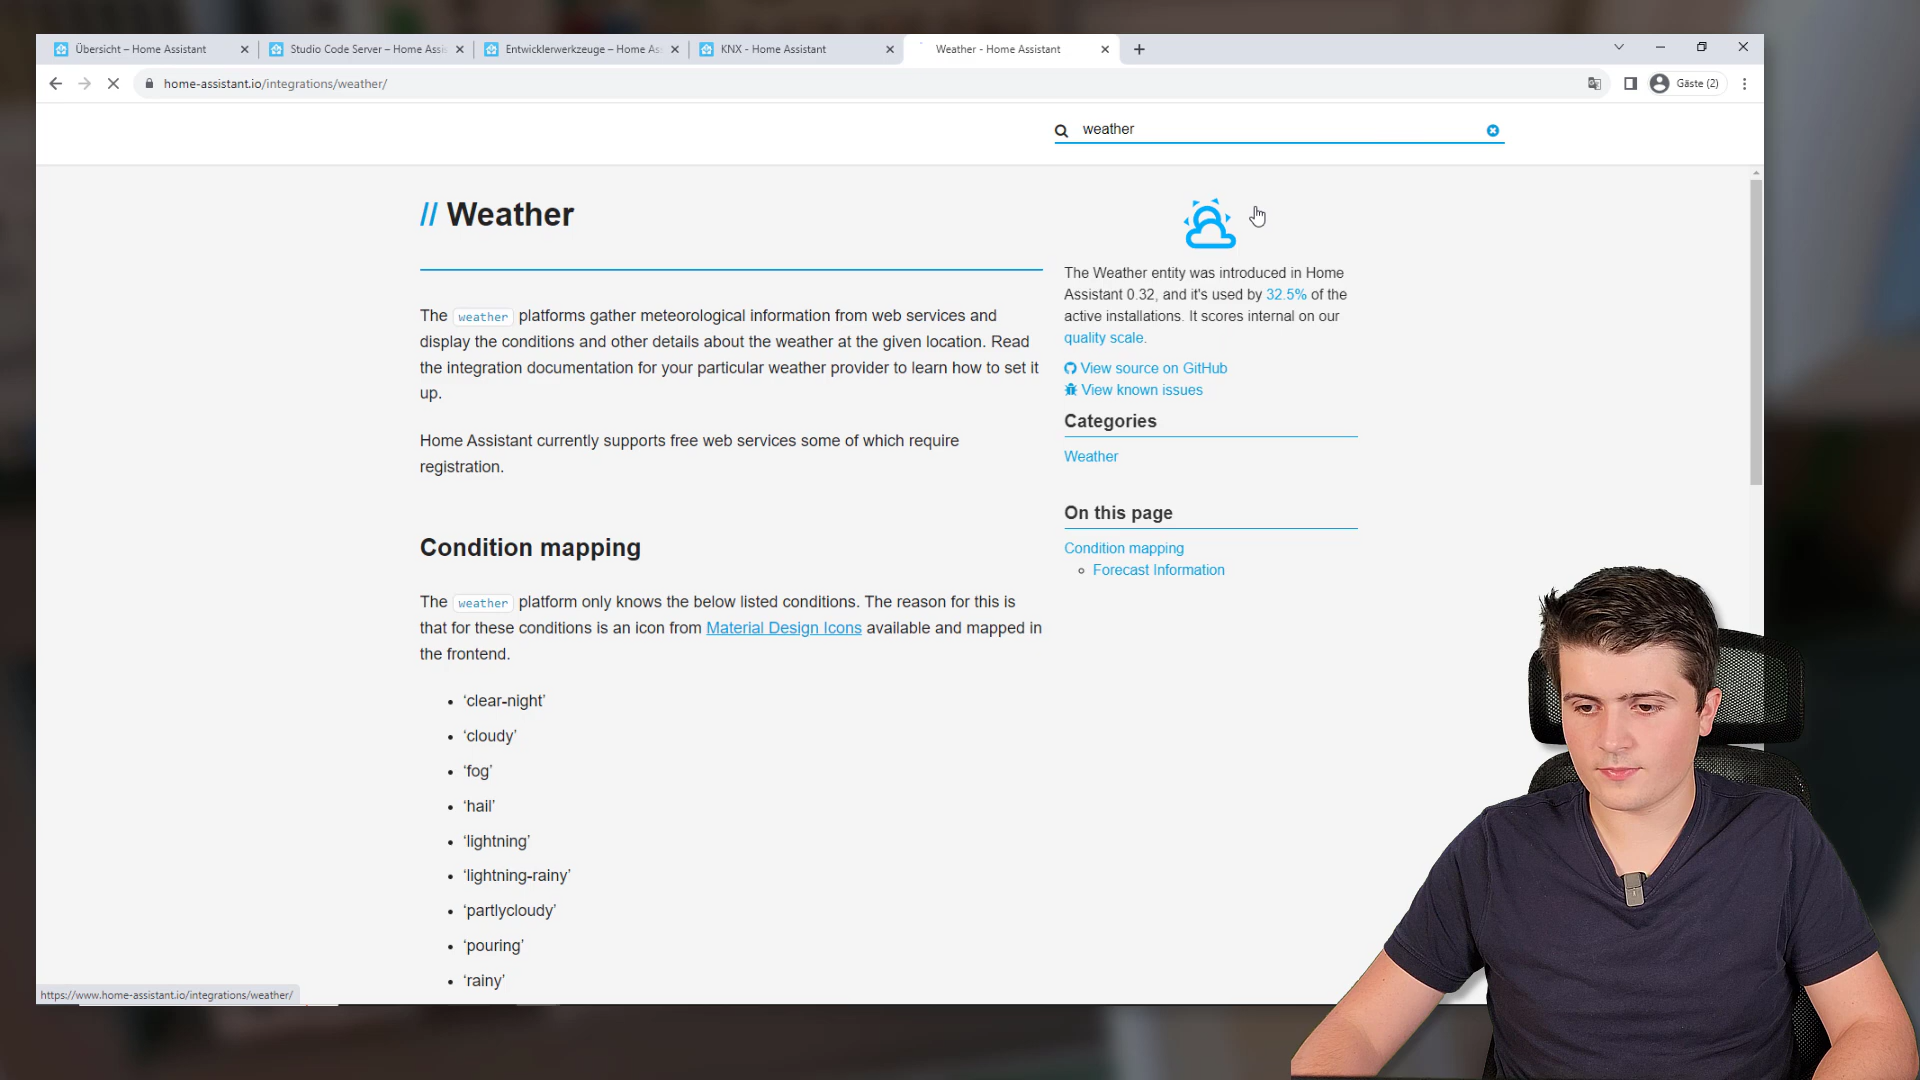 Übersicht – Home Assistant
Studio Code Server – Home Assi
Entwicklerwerkzeuge – Home As
KNX - Home Assistant
Weather - Home Assistant
home-assistant.io/integrations/weather/
Gäste (2)
weather
// Weather
The weather platforms gather meteorological information from web services and
display the conditions and other details about the weather at the given location. Read
the integration documentation for your particular weather provider to learn how to set it
up.
Home Assistant currently supports free web services some of which require
registration.
Condition mapping
The weather platform only knows the below listed conditions. The reason for this is
that for these conditions is an icon from Material Design Icons available and mapped in
the frontend.
• ‘clear-night’
• ‘cloudy’
• ‘fog’
• ‘hail’
• ‘lightning’
• ‘lightning-rainy’
• ‘partlycloudy’
• ‘pouring’
• ‘rainy’
The Weather entity was introduced in Home
Assistant 0.32, and it's used by 32.5% of the
active installations. It scores internal on our
quality scale.
View source on GitHub
View known issues
Categories
Weather
On this page
Condition mapping
Forecast Information
https://www.home-assistant.io/integrations/weather/